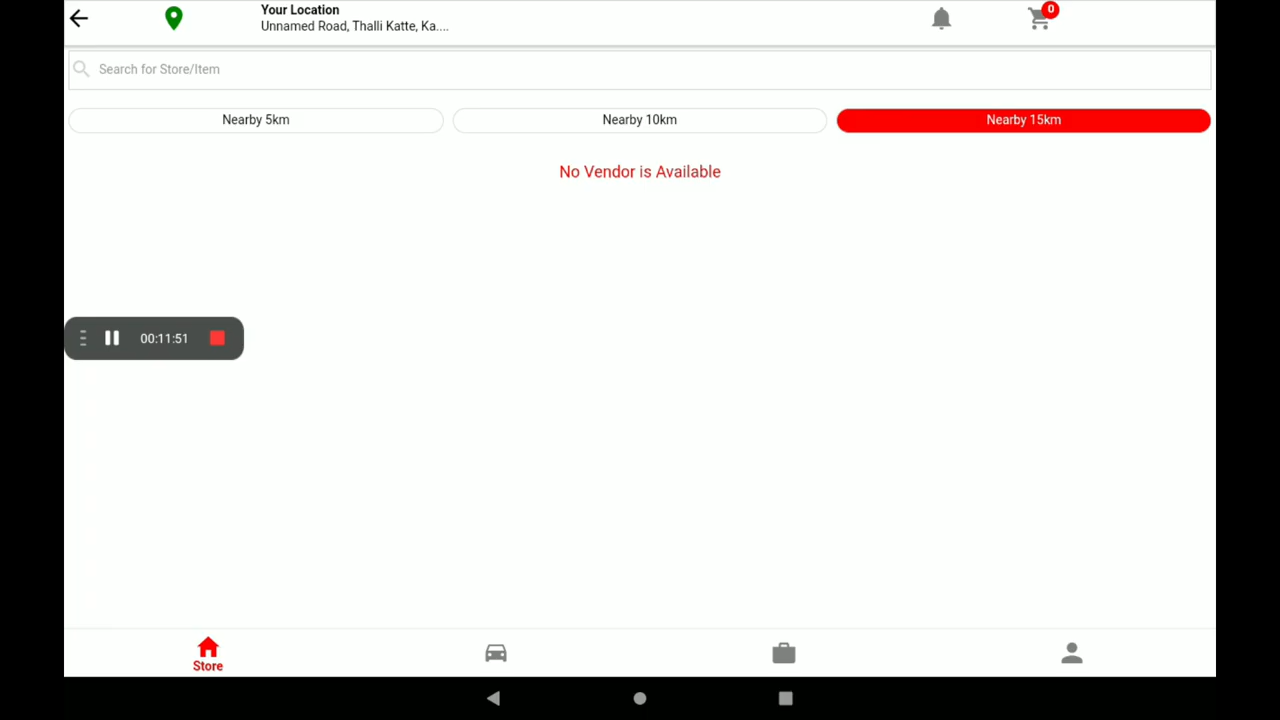 Your Location
Unnamed Road, Thalli Katte, Ka....
0
Search for Store/Item
Nearby 5km
Nearby 10km
Nearby 15km
No Vendor is Available
00:11:51
Store